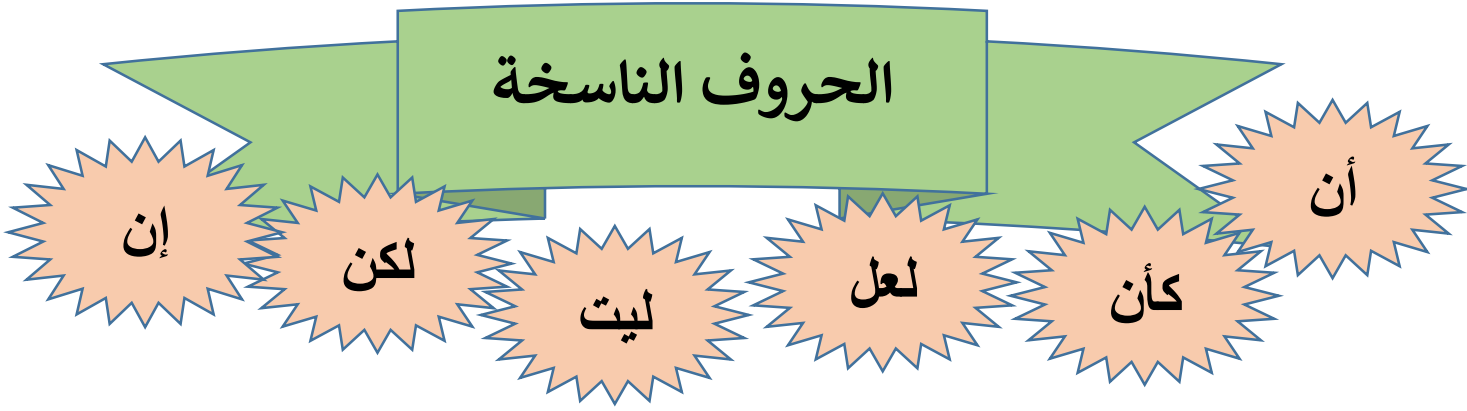 الحروف الناسخة
أن
كأن
لعل
ليت
لكن
إن